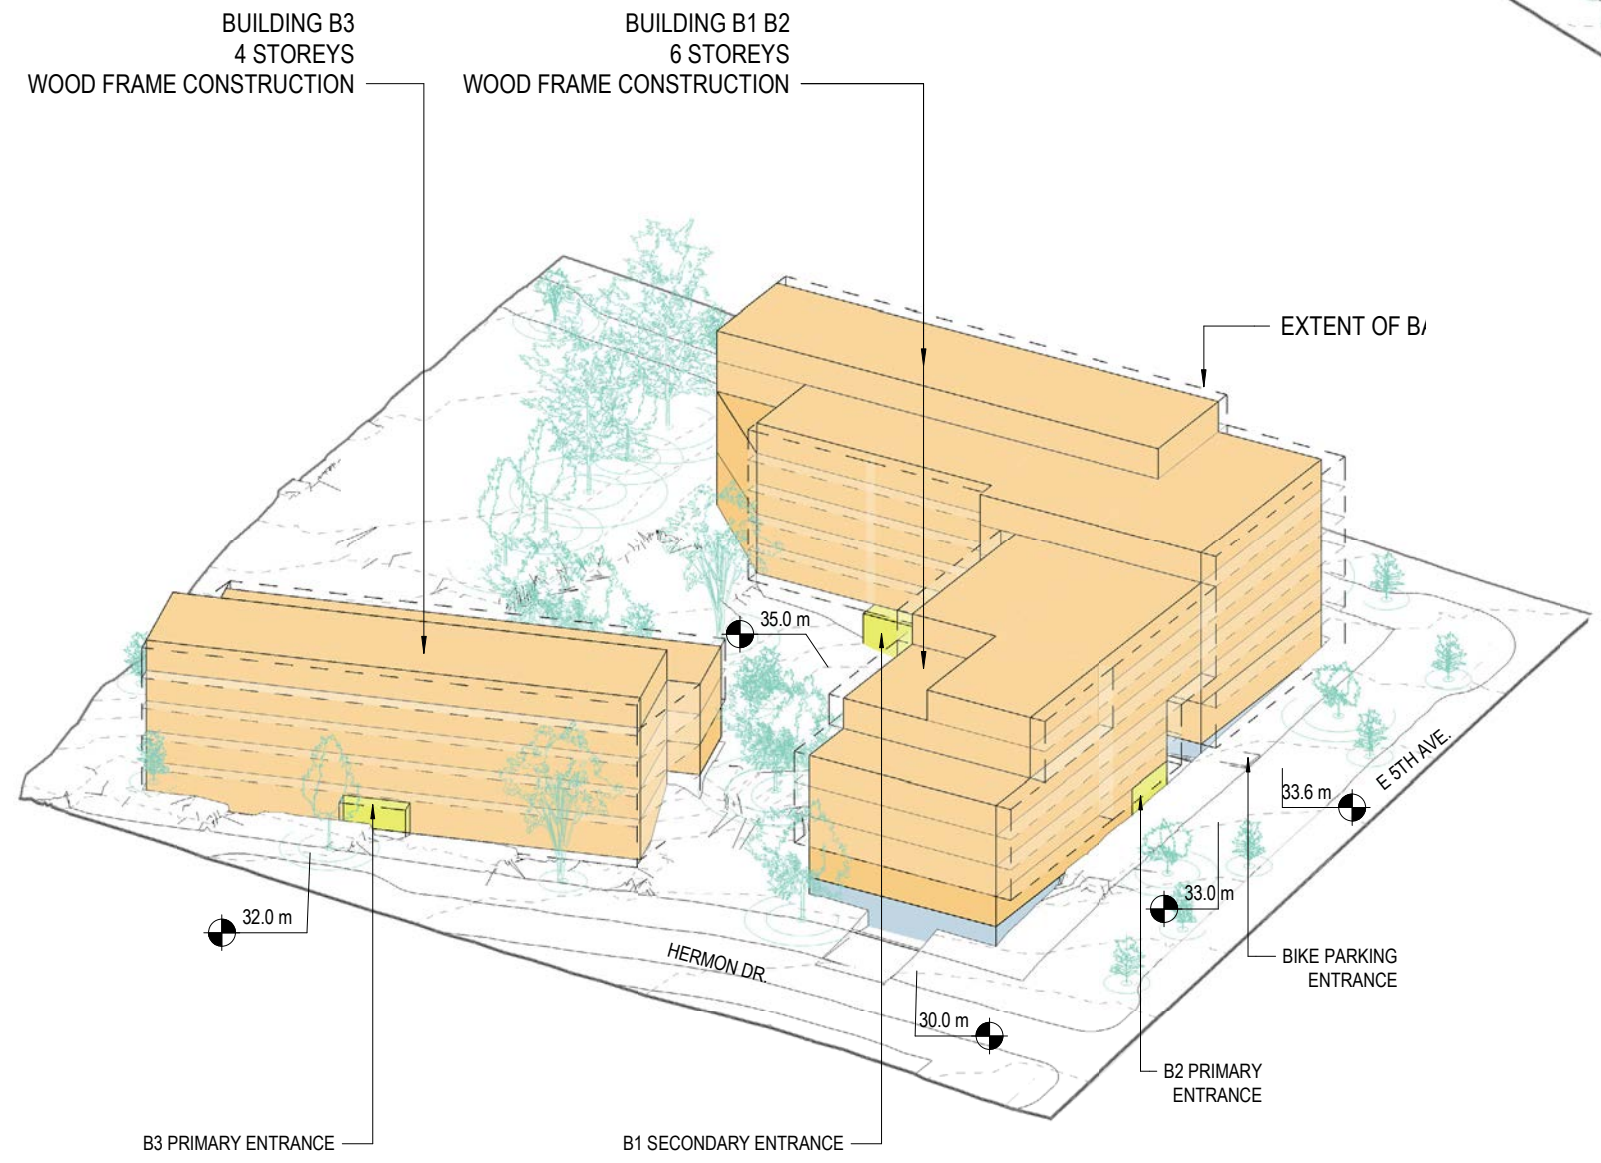 BUILDING B3
4 STOREYS
WOOD FRAME CONSTRUCTION
BUILDING B1 B2
6 STOREYS
WOOD FRAME CONSTRUCTION
EXTENT OF
35.0 m
E 5TH AVE.
33.6 m
33.0 m
32.0 m
HERMON DR.
BIKE PARKING
ENTRANCE
30.0 m
B2 PRIMARY
ENTRANCE
B3 PRIMARY ENTRANCE
B1 SECONDARY ENTRANCE